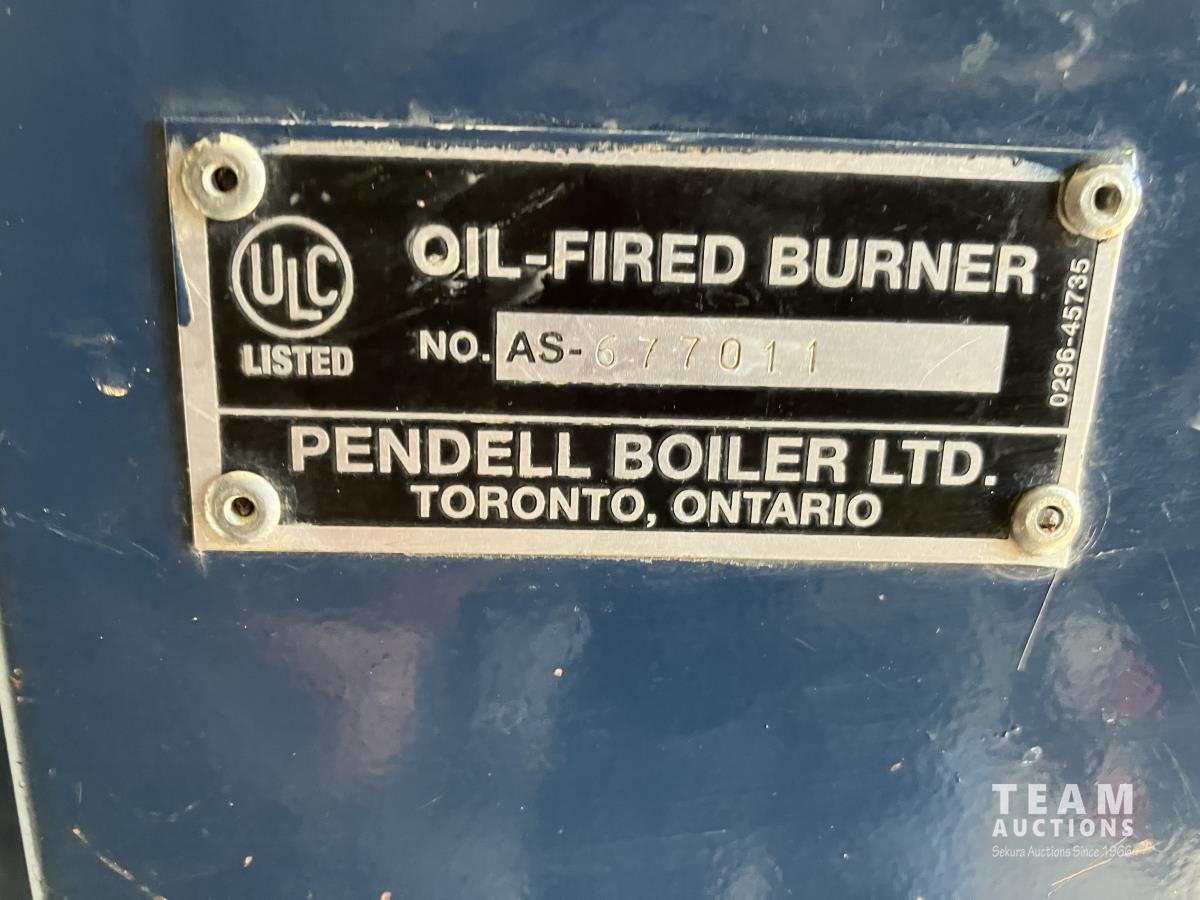 ULC
LISTED
OIL-FIRED BURNER
NO. AS-677011
0296-45735
PENDELL BOILER LTD.
TORONTO, ONTARIO
TEAM
AUCTIONS
Sekura Auctions Since 1966